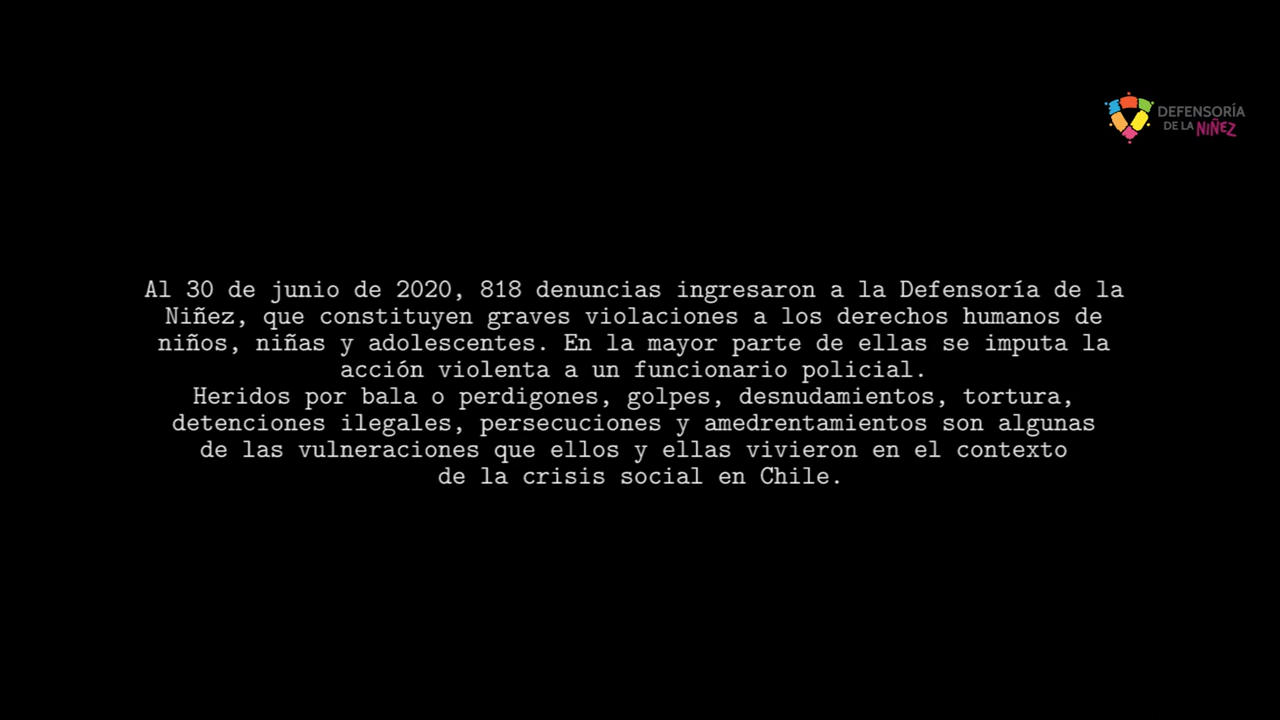 DEFENSORÍA
DE LA NIÑEZ
Al 30 de junio de 2020, 818 denuncias ingresaron a la Defensoría de la
Niñez, que constituyen graves violaciones a los derechos humanos de
niños, niñas y adolescentes. En la mayor parte de ellas se imputa la
acción violenta a un funcionario policial.
Heridos por bala o perdigones, golpes, desnudamientos, tortura,
detenciones ilegales, persecuciones y amedrentamientos son algunas
de las vulneraciones que ellos y ellas vivieron en el contexto
de la crisis social en Chile.